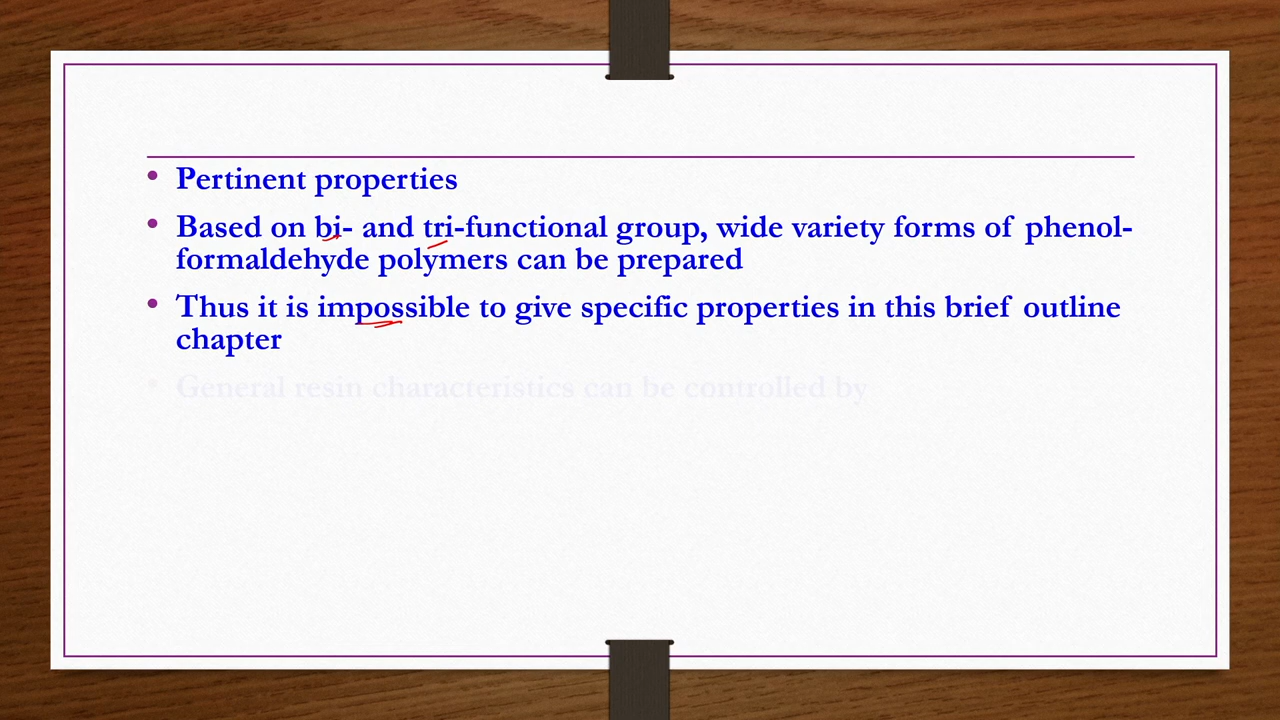 • Pertinent properties
• Based on bi- and tri-functional group, wide variety forms of phenol-
formaldehyde polymers can be prepared
• Thus it is impossible to give specific properties in this brief outline
chapter
• General resin characteristics can be controlled by